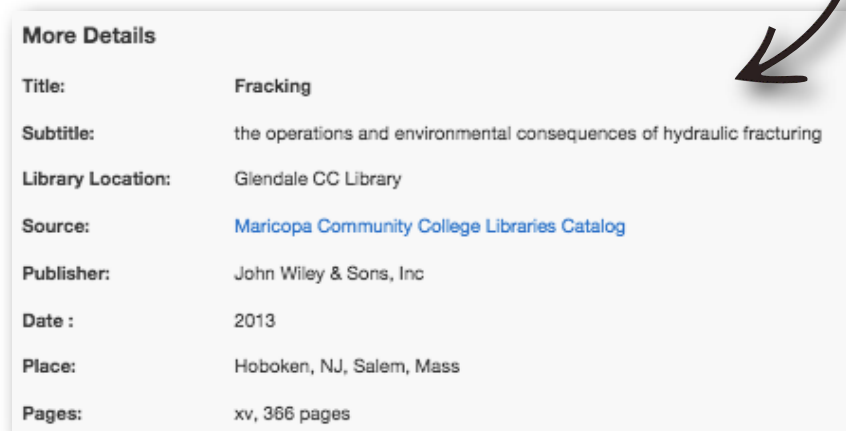 More Details
Title: Fracking
Subtitle: the operations and environmental consequences of hydraulic fracturing
Library Location: Glendale CC Library
Source: Maricopa Community College Libraries Catalog
Publisher: John Wiley & Sons, Inc
Date : 2013
Place: Hoboken, NJ, Salem, Mass
Pages: xv, 366 pages